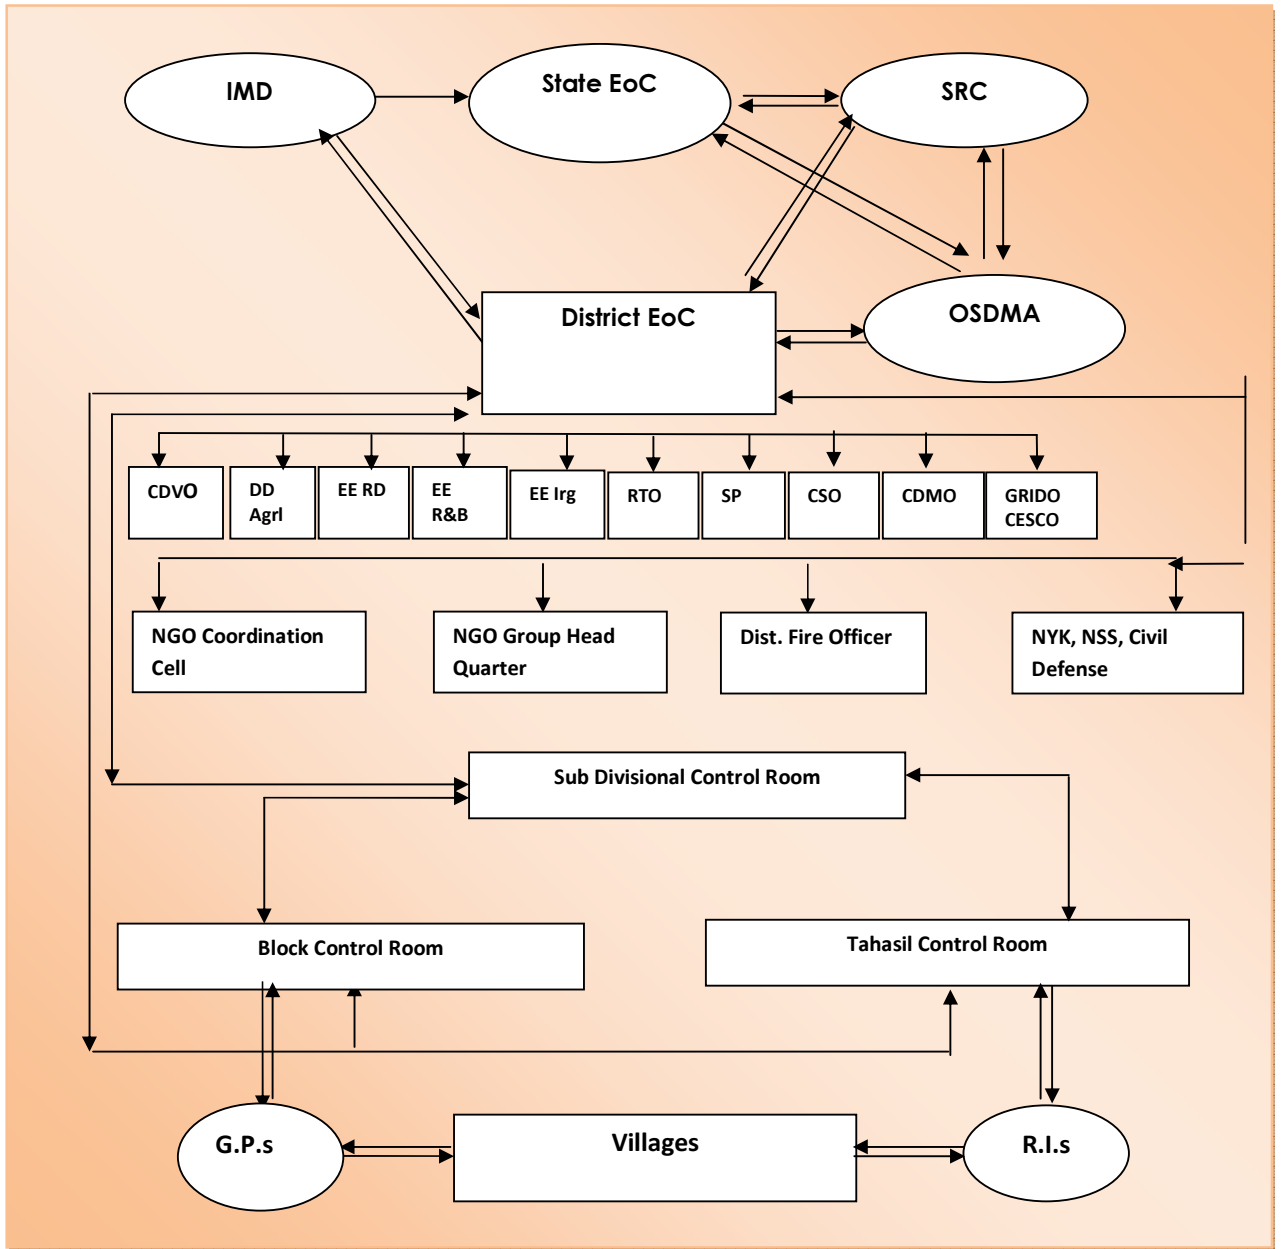 IMD
State EoC
SRC
District EoC
OSDMA
CDVO
DD
Agrl
EE RD
EE
R&B
EE Irg
RTO
SP
CSO
CDMO
GRIDO
CESCO
NGO Coordination
Cell
NGO Group Head
Quarter
Dist. Fire Officer
NYK, NSS, Civil
Defense
Sub Divisional Control Room
Block Control Room
Tahasil Control Room
G.P.s
Villages
R.I.s